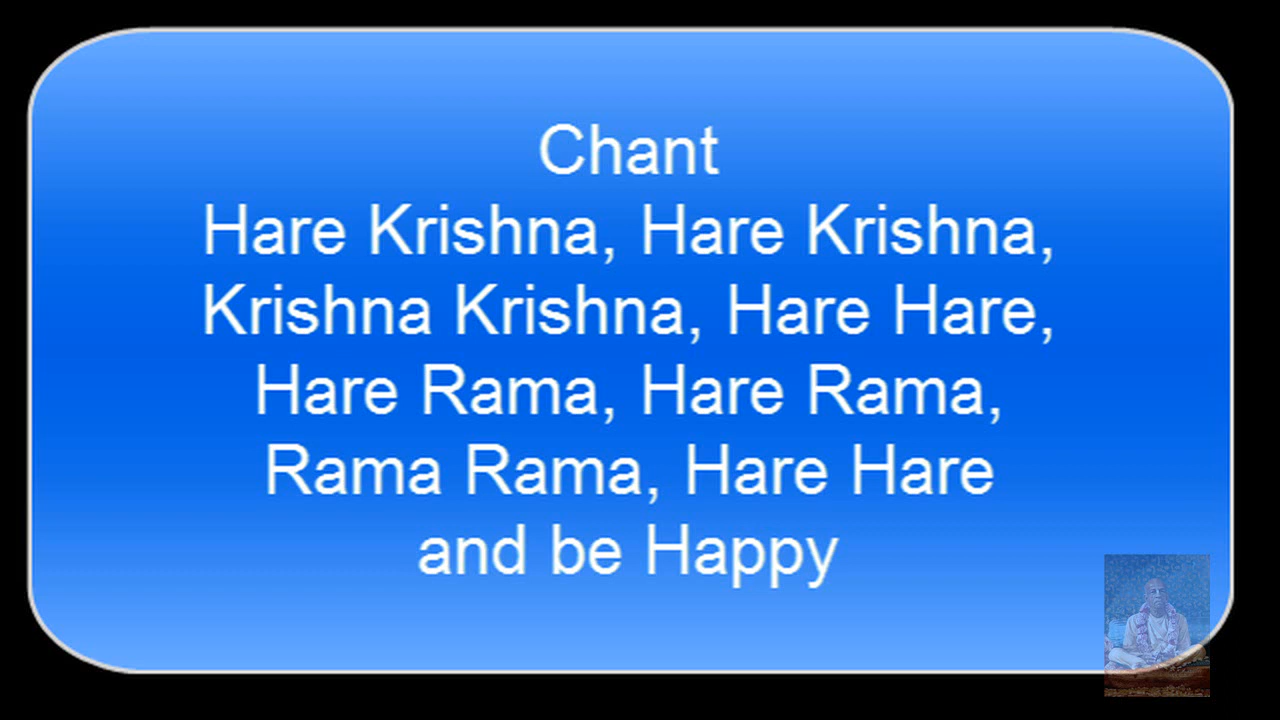 Chant
Hare Krishna, Hare Krishna,
Krishna Krishna, Hare Hare,
Hare Rama, Hare Rama,
Rama Rama, Hare Hare
and be Happy